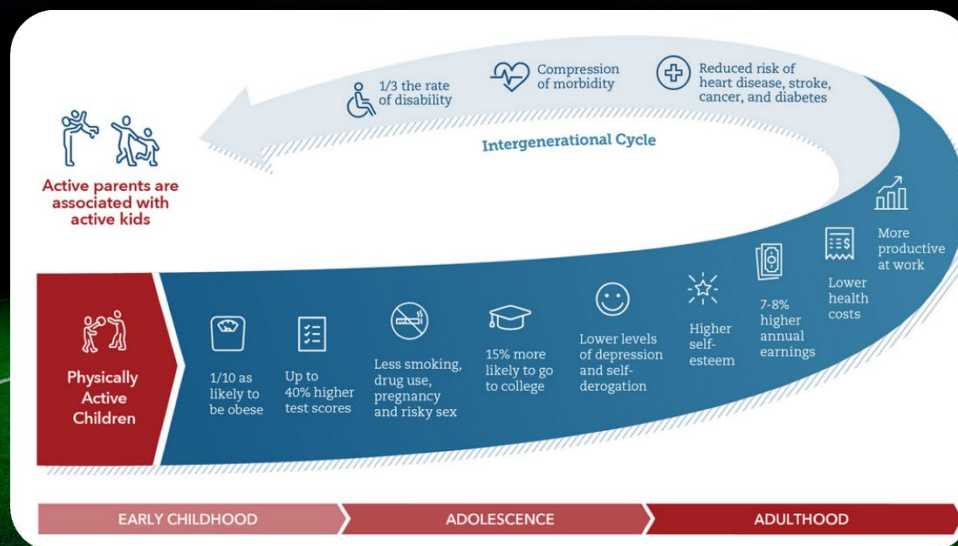 1/3 the rate
of disability
Compression
of morbidity
Reduced risk of
heart disease, stroke,
cancer, and diabetes
Intergenerational Cycle
Active parents are
associated with
active kids
Physically
Active
Children
1/10 as
likely to
be obese
Up to
40% higher
test scores
Less smoking,
drug use,
pregnancy
and risky sex
15% more
likely to go
to college
Lower levels
of depression
and self-
derogation
Higher
self-
esteem
7-8%
higher
annual
earnings
Lower
health
costs
More
productive
at work
EARLY CHILDHOOD
ADOLESCENCE
ADULTHOOD